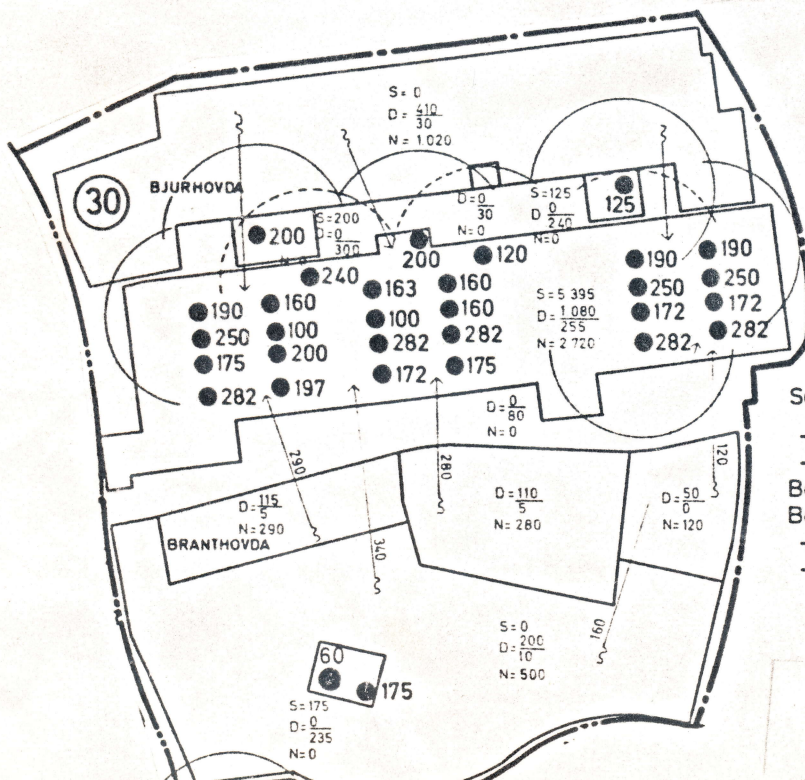 S= 0
D= 410
30
N= 1.020
30
BJURHOVDA
S=200
D=0
300
D=0
30
N=0
S=125
D 0
240
N=0
125
200
200
120
190
190
240
163
160
250
250
190
160
160
172
172
250
100
100
282
282
282
175
200
282
175
282
197
172
S= 5 395
D= 1.080
255
N= 2 720
D=0
80
N=0
290
280
340
120
160
D=115
5
N=290
BRANTHOVDA
D=110
5
N= 280
D=50
0
N=120
S=0
D=200
10
N= 500
60
175
S=175
D=0
235
N=0